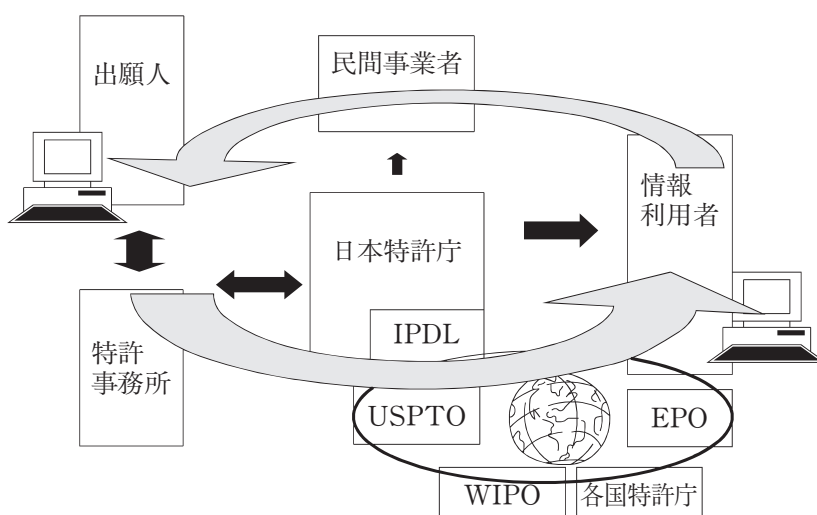 出願人
民間事業者
情報
利用者
日本特許庁
IPDL
特許
事務所
USPTO
EPO
WIPO
各国特許庁